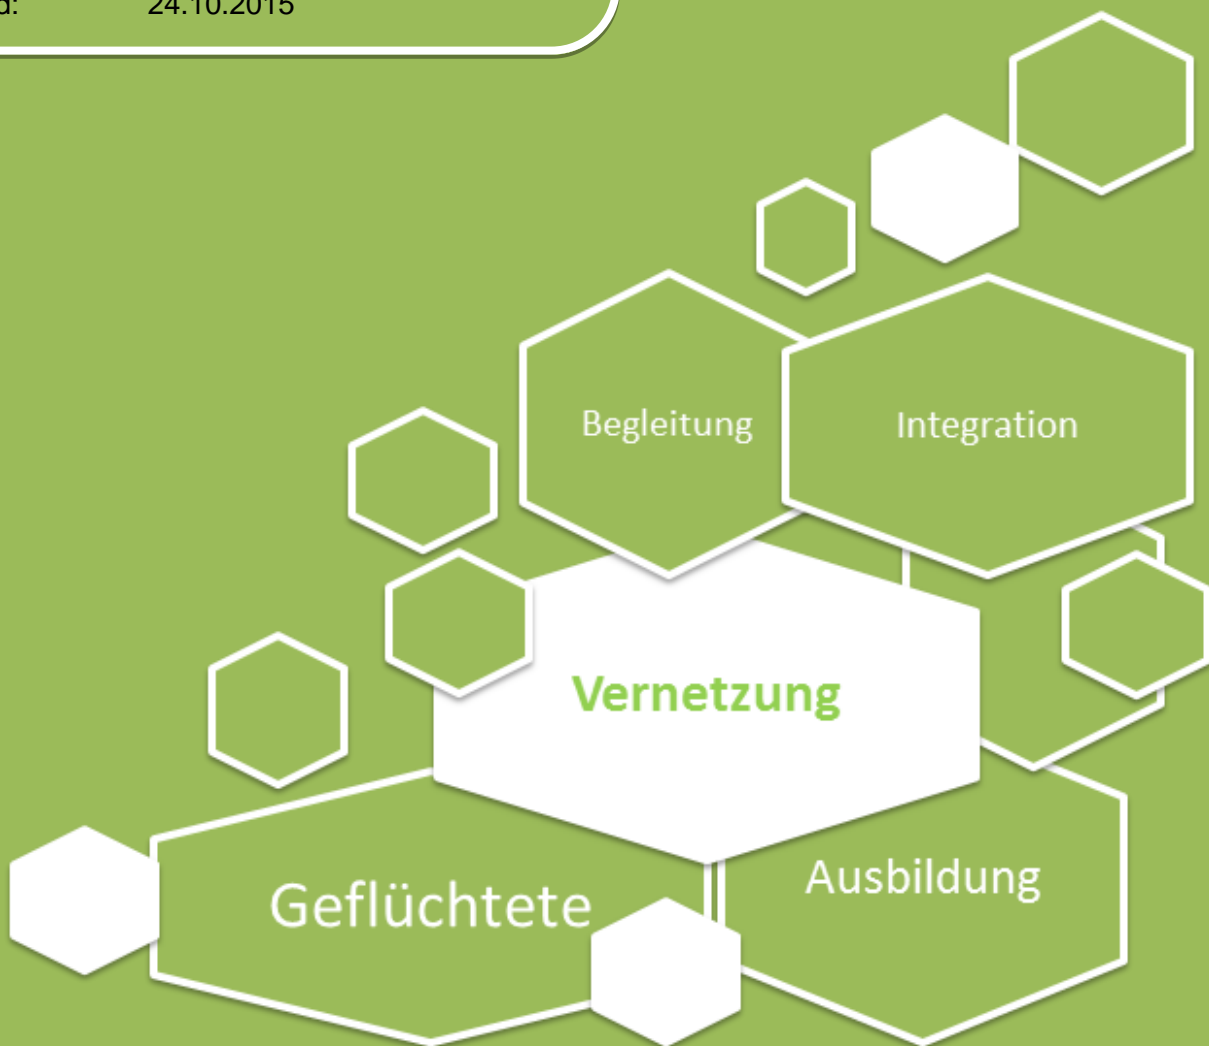 24.10.2015
Begleitung
Integration
Vernetzung
Geflüchtete
Ausbildung